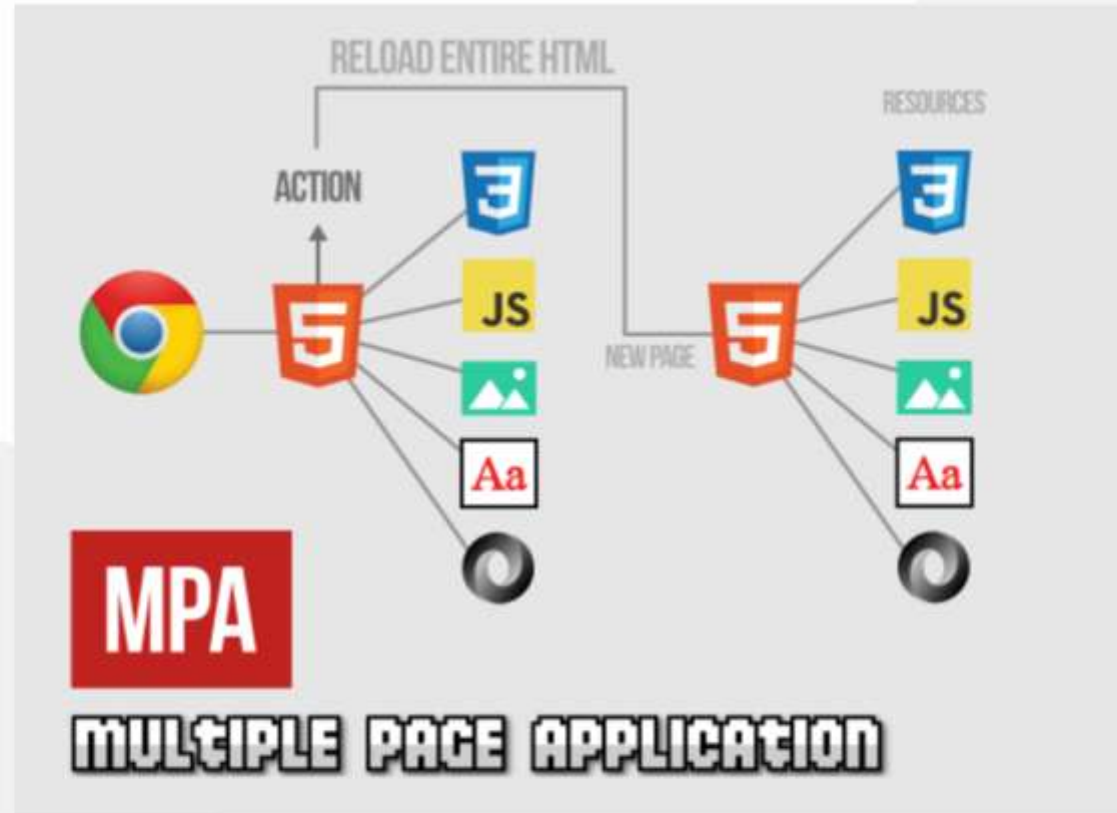 RELOAD ENTIRE HTML
RESOURCES
ACTION
3
3
JS
JS
5
5
NEW PAGE
Aa
Aa
MPA
MULTIPLE PAGE APPLICATION